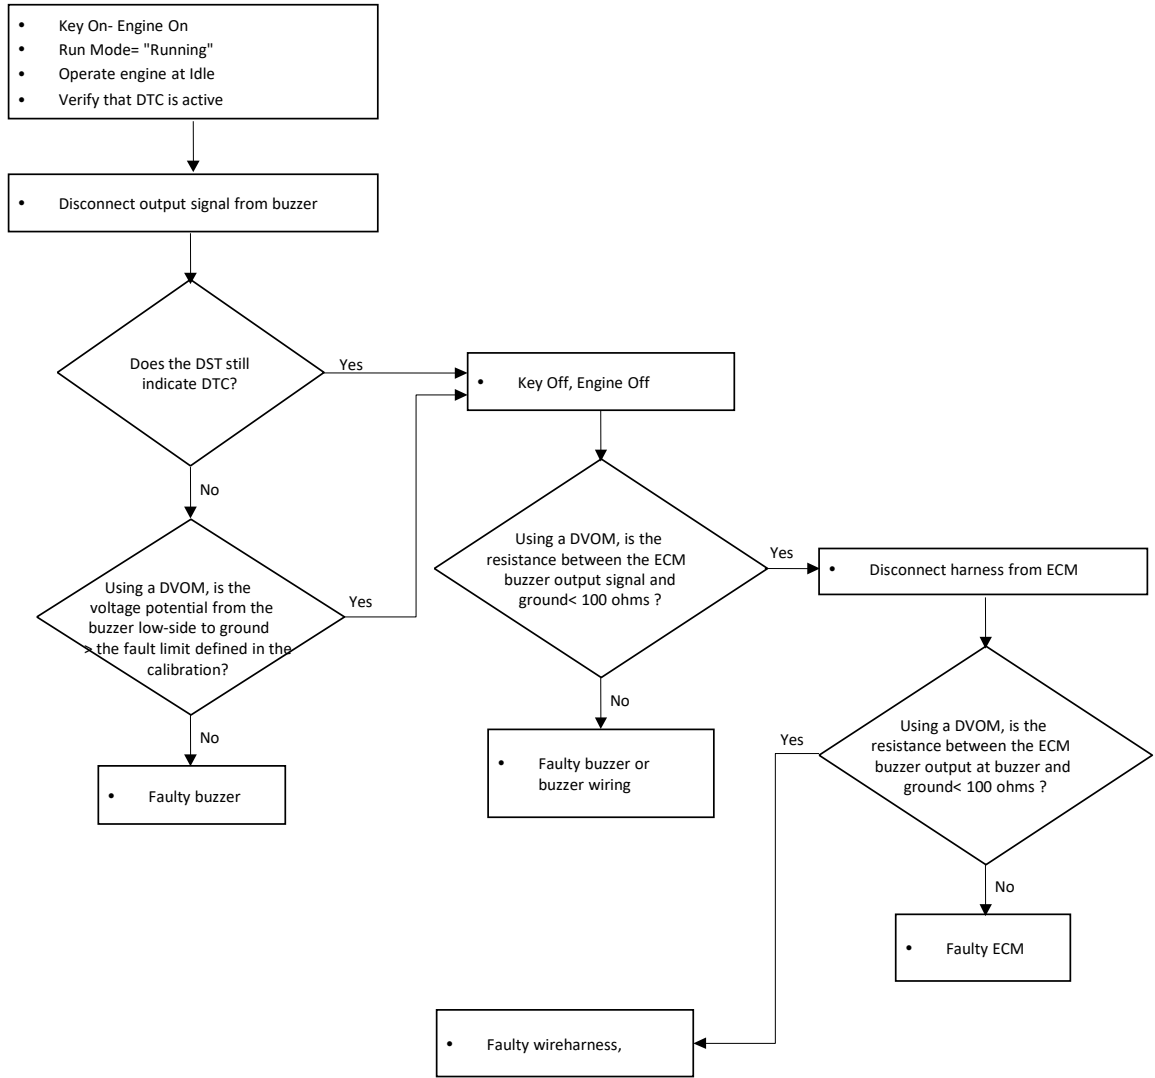 • Key On- Engine On
• Run Mode= "Running"
• Operate engine at Idle
• Verify that DTC is active
• Disconnect output signal from buzzer
Does the DST still
indicate DTC?
Yes
No
• Key Off, Engine Off
Using a DVOM, is the
voltage potential from the
buzzer low-side to ground
> the fault limit defined in the
calibration?
Yes
No
• Faulty buzzer
Using a DVOM, is the
resistance between the ECM
buzzer output signal and
ground< 100 ohms ?
Yes
No
• Faulty buzzer or
buzzer wiring
• Disconnect harness from ECM
Using a DVOM, is the
resistance between the ECM
buzzer output at buzzer and
ground< 100 ohms ?
Yes
No
• Faulty ECM
• Faulty wireharness,